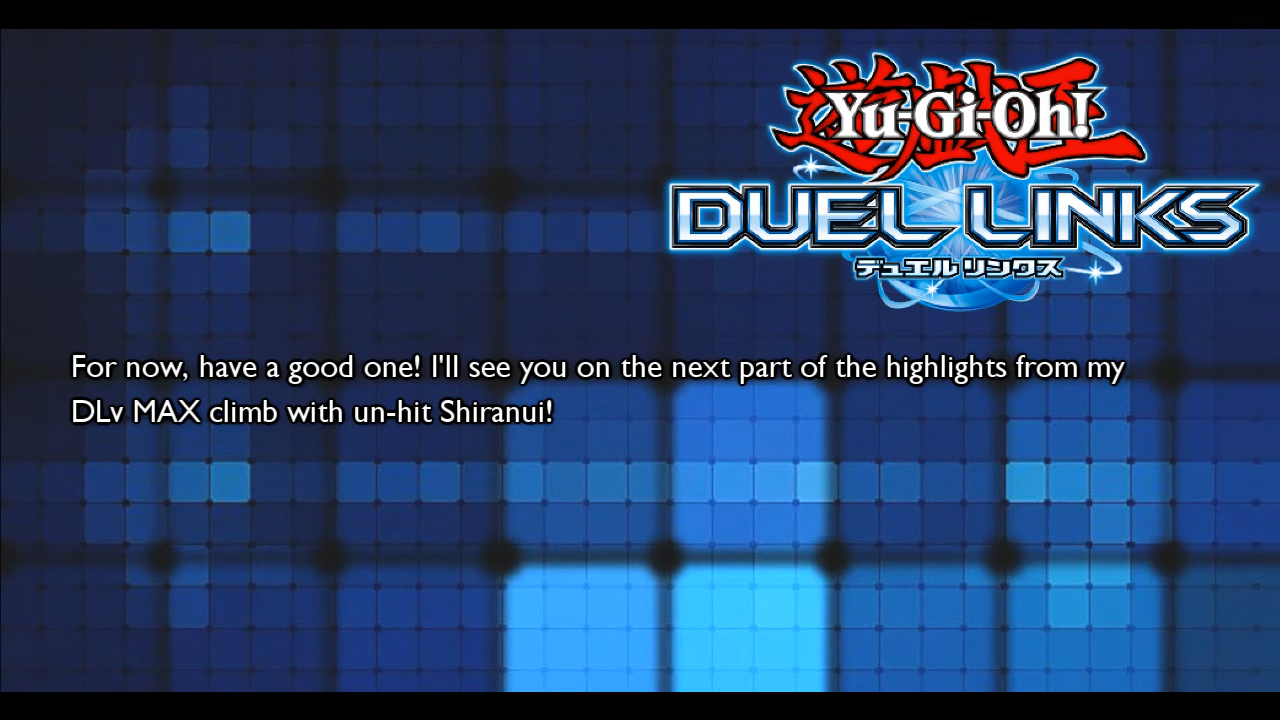 遊戯王
Yu-Gi-Oh!
DUEL LINKS
デュエル リンクス
For now, have a good one! I'll see you on the next part of the highlights from my
DLv MAX climb with un-hit Shiranui!